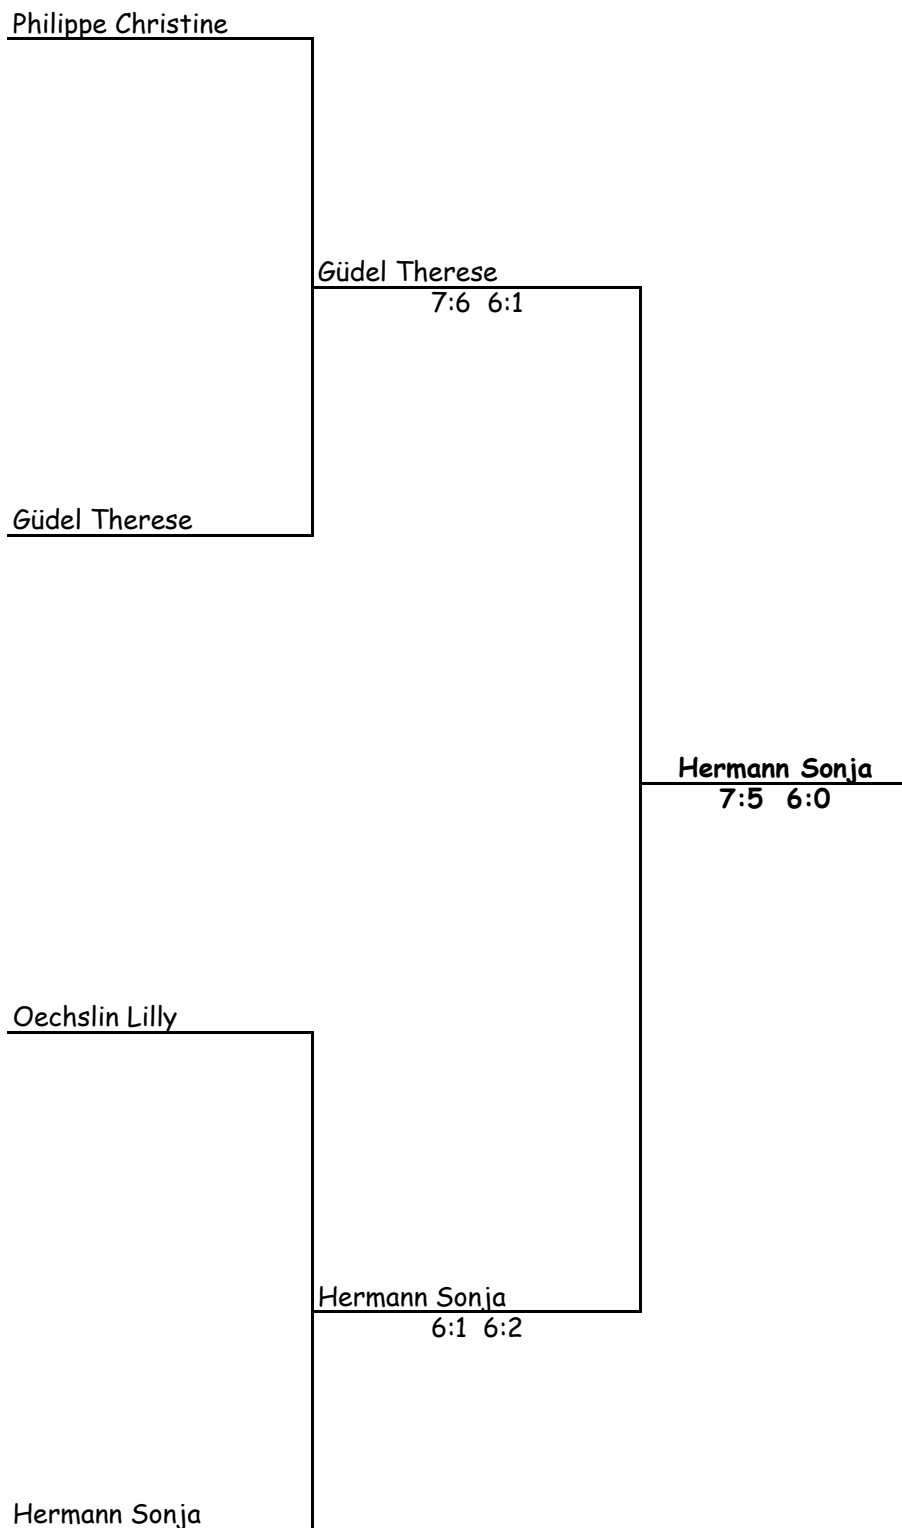 Philippe Christine
Güdel Therese
7:6 6:1
Güdel Therese
Hermann Sonja
7:5 6:0
Oechslin Lilly
Hermann Sonja
6:1 6:2
Hermann Sonja